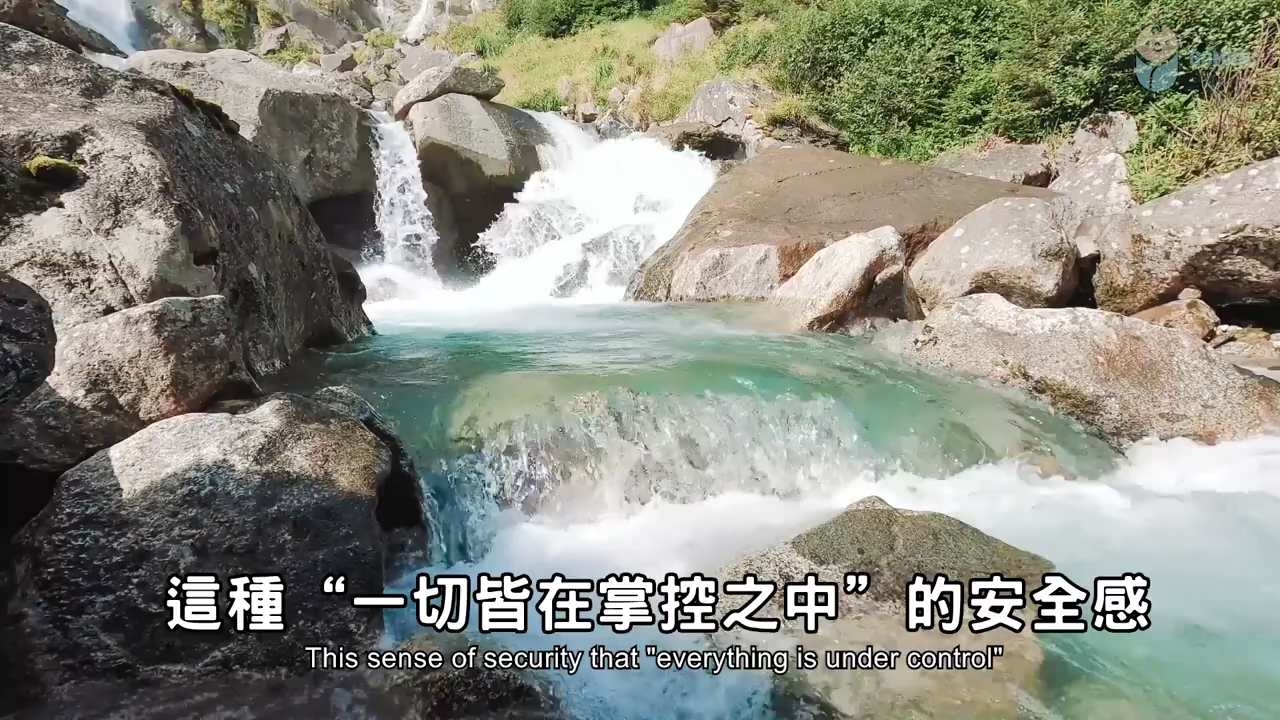 這種“一切皆在掌控之中”的安全感
This sense of security that "everything is under control"